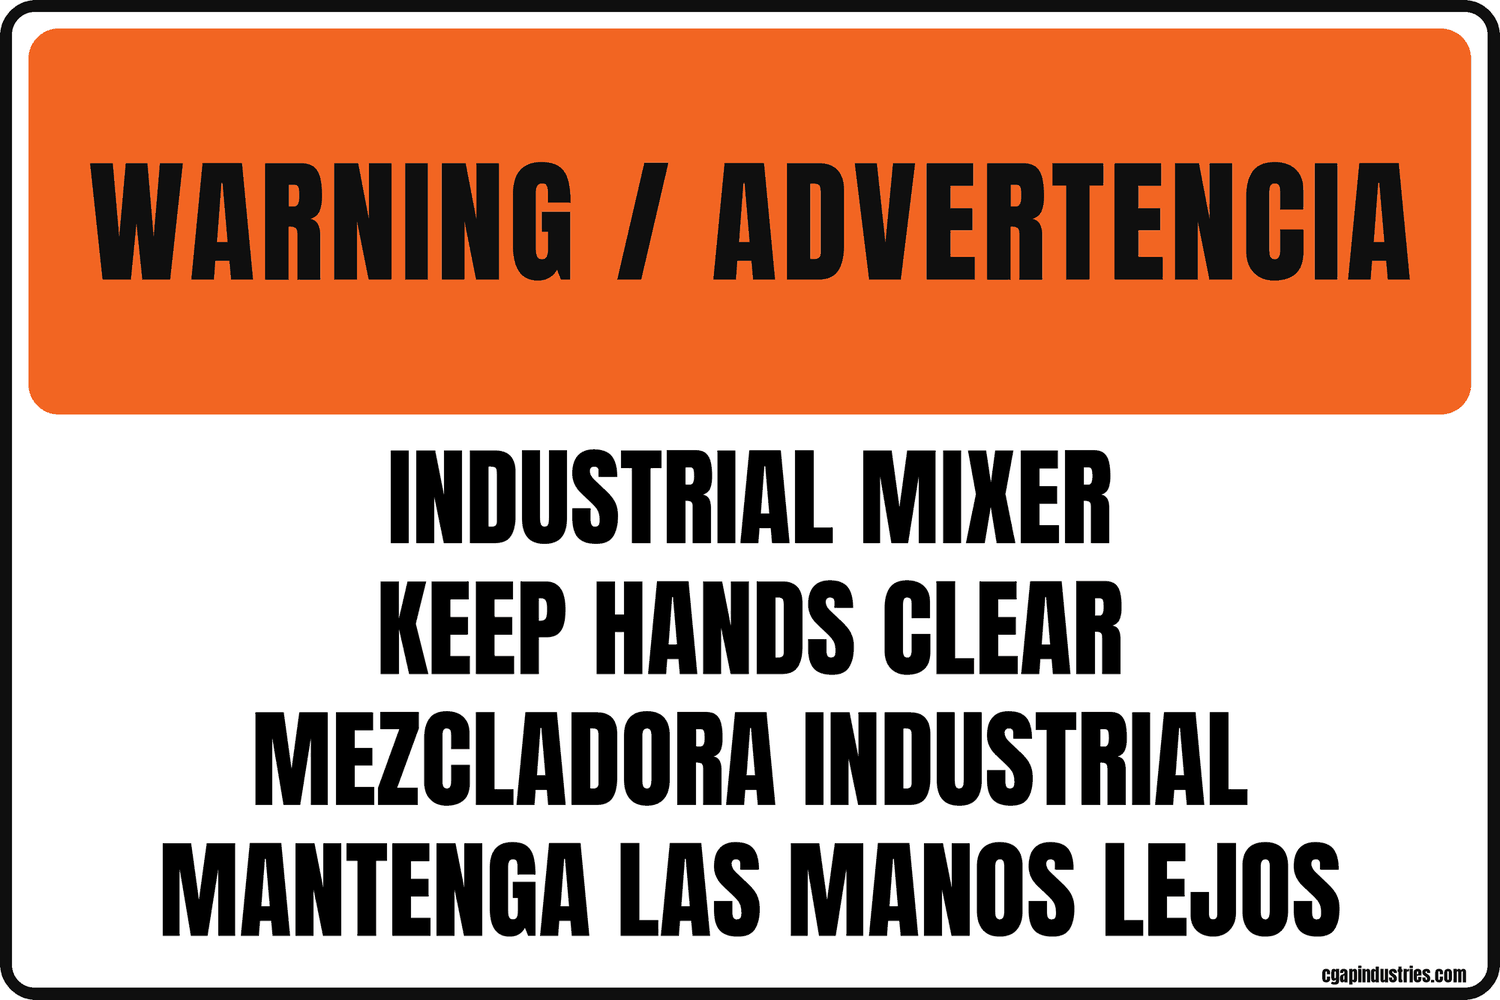 WARNING / ADVERTENCIA
INDUSTRIAL MIXER
KEEP HANDS CLEAR
MEZCLADORA INDUSTRIAL
MANTENGA LAS MANOS LEJOS
cgapindustries.com